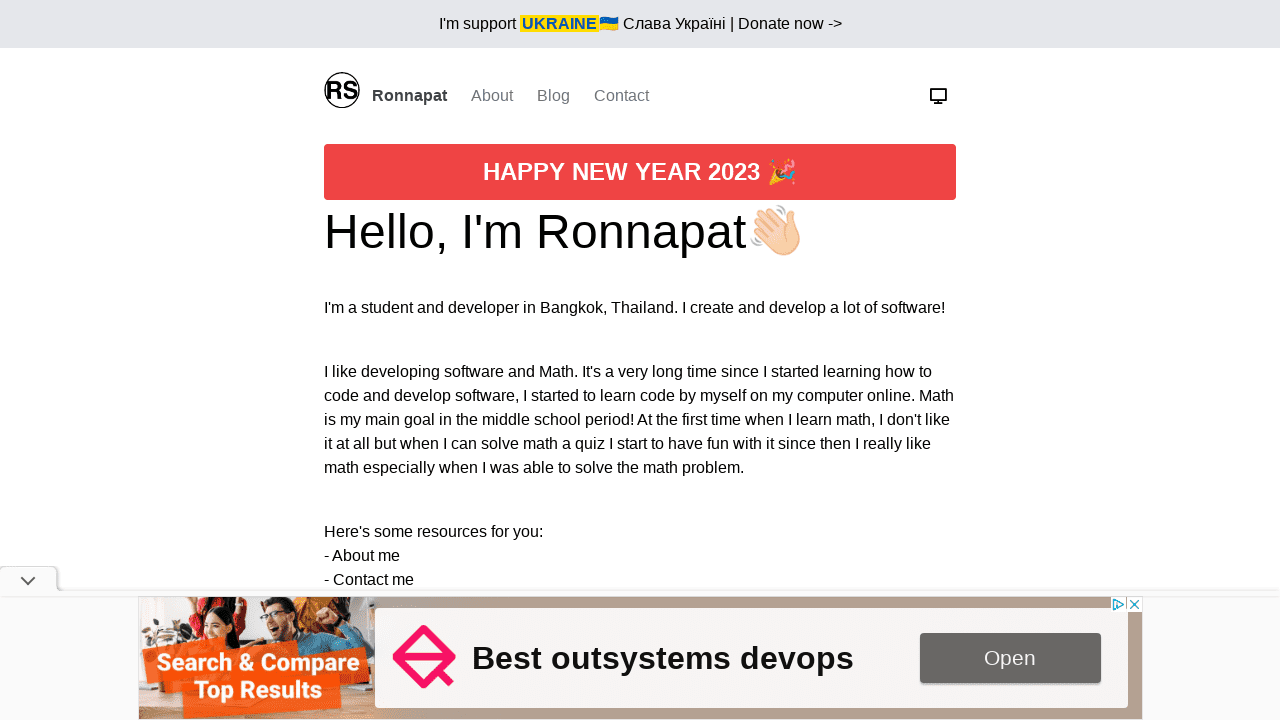 I'm support UKRAINE🇺🇦 Слава Україні | Donate now ->
RS Ronnapat About Blog Contact
HAPPY NEW YEAR 2023 🎉
Hello, I'm Ronnapat👋🏻
I'm a student and developer in Bangkok, Thailand. I create and develop a lot of software!
I like developing software and Math. It's a very long time since I started learning how to
code and develop software, I started to learn code by myself on my computer online. Math
is my main goal in the middle school period! At the first time when I learn math, I don't like
it at all but when I can solve math a quiz I start to have fun with it since then I really like
math especially when I was able to solve the math problem.
Here's some resources for you:
- About me
- Contact me
Search & Compare
Top Results
Best outsystems devops
Open